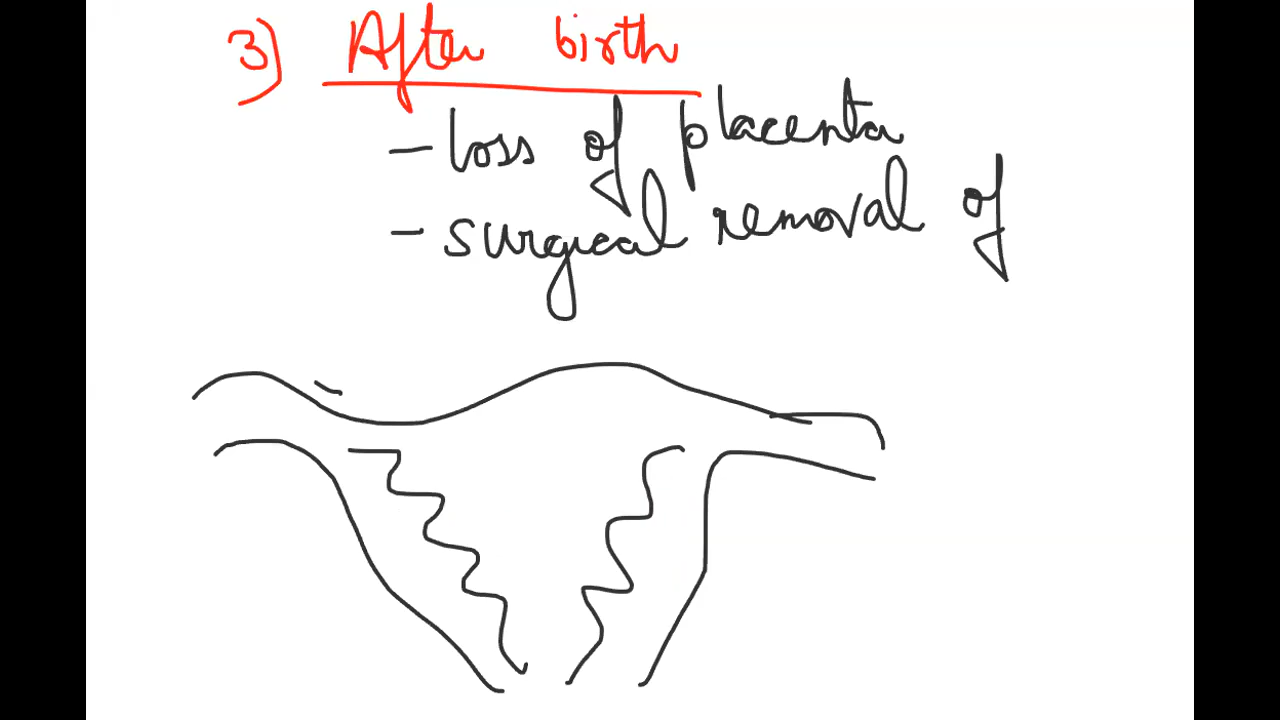 3) After birth
- loss of placenta
- surgical removal of